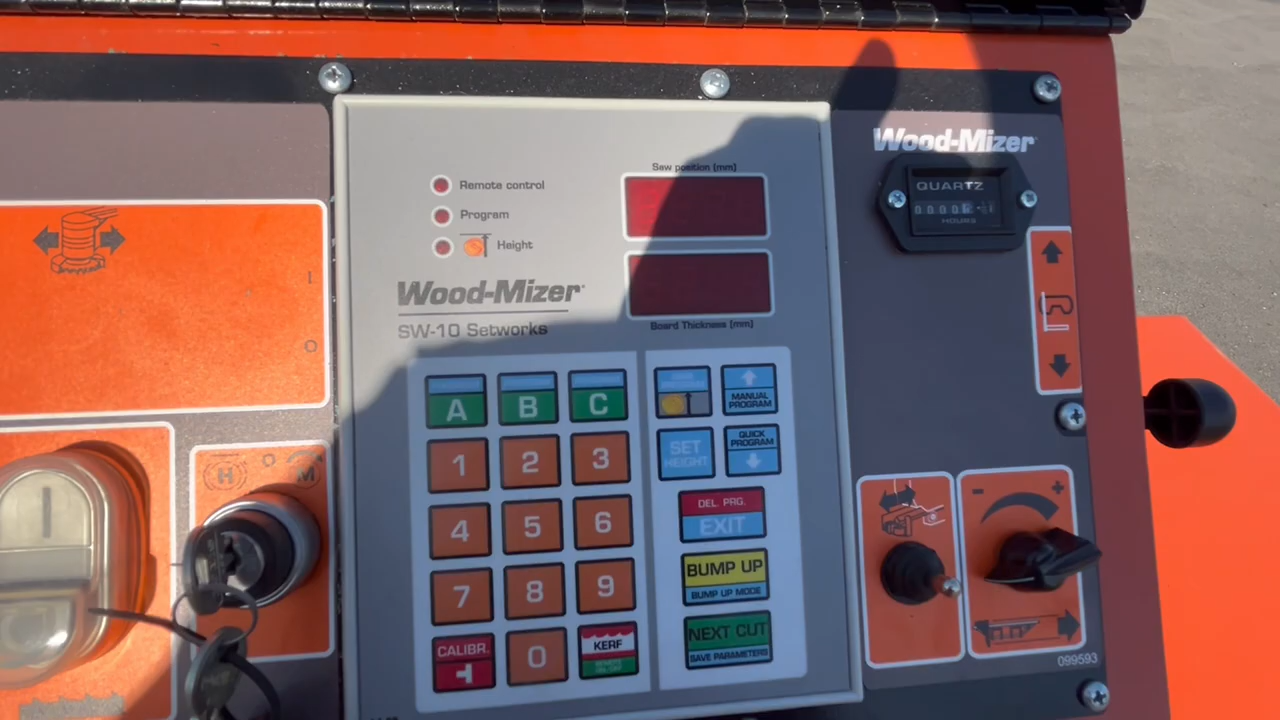 Wood-Mizer
QUARTZ
HOURS
Remote control
Program
Height
Saw position (mm)
Board Thickness (mm)
Wood-Mizer
SW-10 Setworks
I
O
H
O
M
A
B
C
1
2
3
4
5
6
7
8
9
CALIBR.
0
KERF
MANUAL
PROGRAM
SET
HEIGHT
QUICK
PROGRAM
DEL. PRG.
EXIT
BUMP UP
BUMP UP MODE
NEXT CUT
SAVE PARAMETERS
-
+
099593